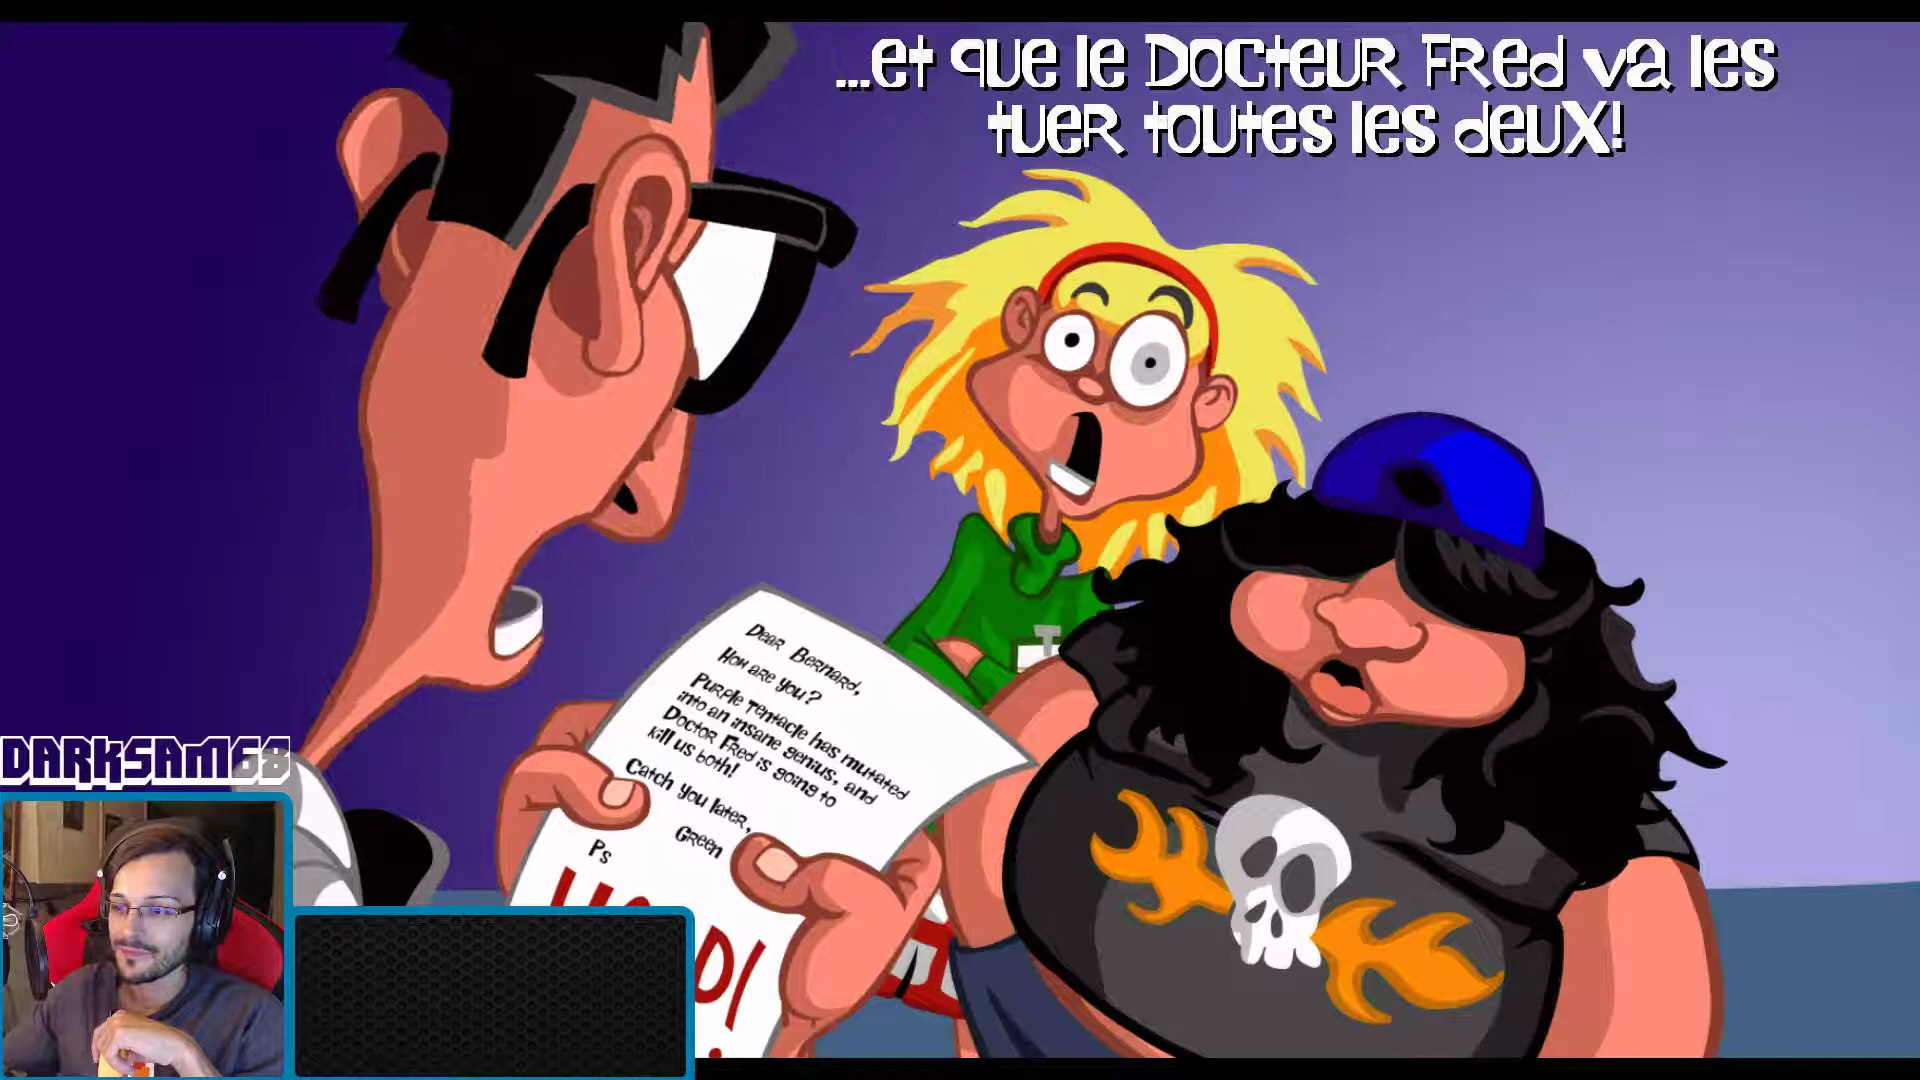 ...et que le Docteur Fred va les
tuer toutes les deux!
Dear Bernard,
How are you?
Purple Tentacle has mutated
into an insane genius, and
Doctor Fred is going to
kill us both!
Catch you later,
Green
Ps
DARKSAM68